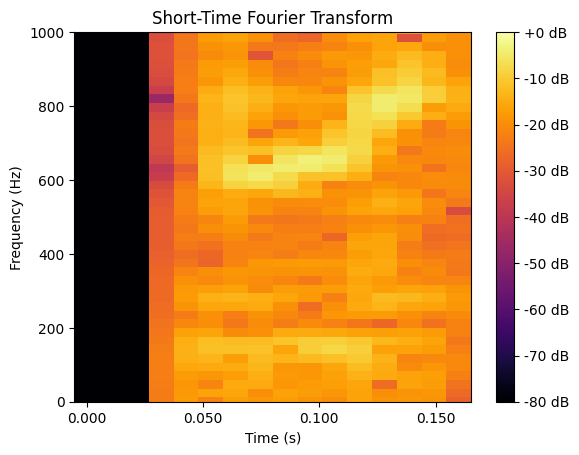 Short-Time Fourier Transform
1000
800
600
400
200
0
Frequency (Hz)
0.000
0.050
0.100
0.150
Time (s)
+0 dB
-10 dB
-20 dB
-30 dB
-40 dB
-50 dB
-60 dB
-70 dB
-80 dB